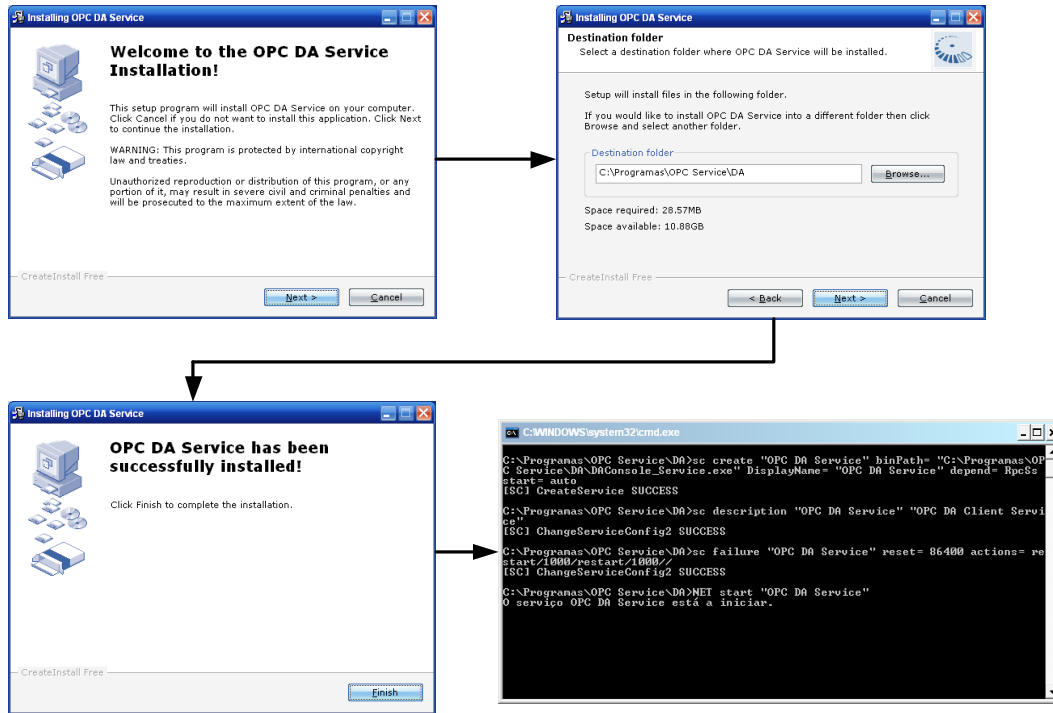 Installing OPC DA Service
Welcome to the OPC DA Service
Installation!
This setup program will install OPC DA Service on your computer.
Click Cancel if you do not want to install this application. Click Next
to continue the installation.
WARNING: This program is protected by international copyright
law and treaties.
Unauthorized reproduction or distribution of this program, or any
portion of it, may result in severe civil and criminal penalties and
will be prosecuted to the maximum extent of the law.
CreateInstall Free
Next >
Cancel
Installing OPC DA Service
Destination folder
Select a destination folder where OPC DA Service will be installed.
Setup will install files in the following folder.
If you would like to install OPC DA Service into a different folder then click
Browse and select another folder.
Destination folder
C:\Programas\OPC Service\DA
Browse...
Space required: 28.57MB
Space available: 10.88GB
CreateInstall Free
< Back
Next >
Cancel
Installing OPC DA Service
OPC DA Service has been
successfully installed!
Click Finish to complete the installation.
CreateInstall Free
Finish
C:\WINDOWS\system32\cmd.exe
C:\Programas\OPC Service\DA>sc create "OPC DA Service" binPath= "C:\Programas\OP
C Service\DA\DAConsole_Service.exe" DisplayName= "OPC DA Service" depend= RpcSs
start= auto
[SC] CreateService SUCCESS
C:\Programas\OPC Service\DA>sc description "OPC DA Service" "OPC DA Client Servi
ce"
[SC] ChangeServiceConfig2 SUCCESS
C:\Programas\OPC Service\DA>sc failure "OPC DA Service" reset= 86400 actions= re
start/1000/restart/1000//
[SC] ChangeServiceConfig2 SUCCESS
C:\Programas\OPC Service\DA>NET start "OPC DA Service"
O serviço OPC DA Service está a iniciar.